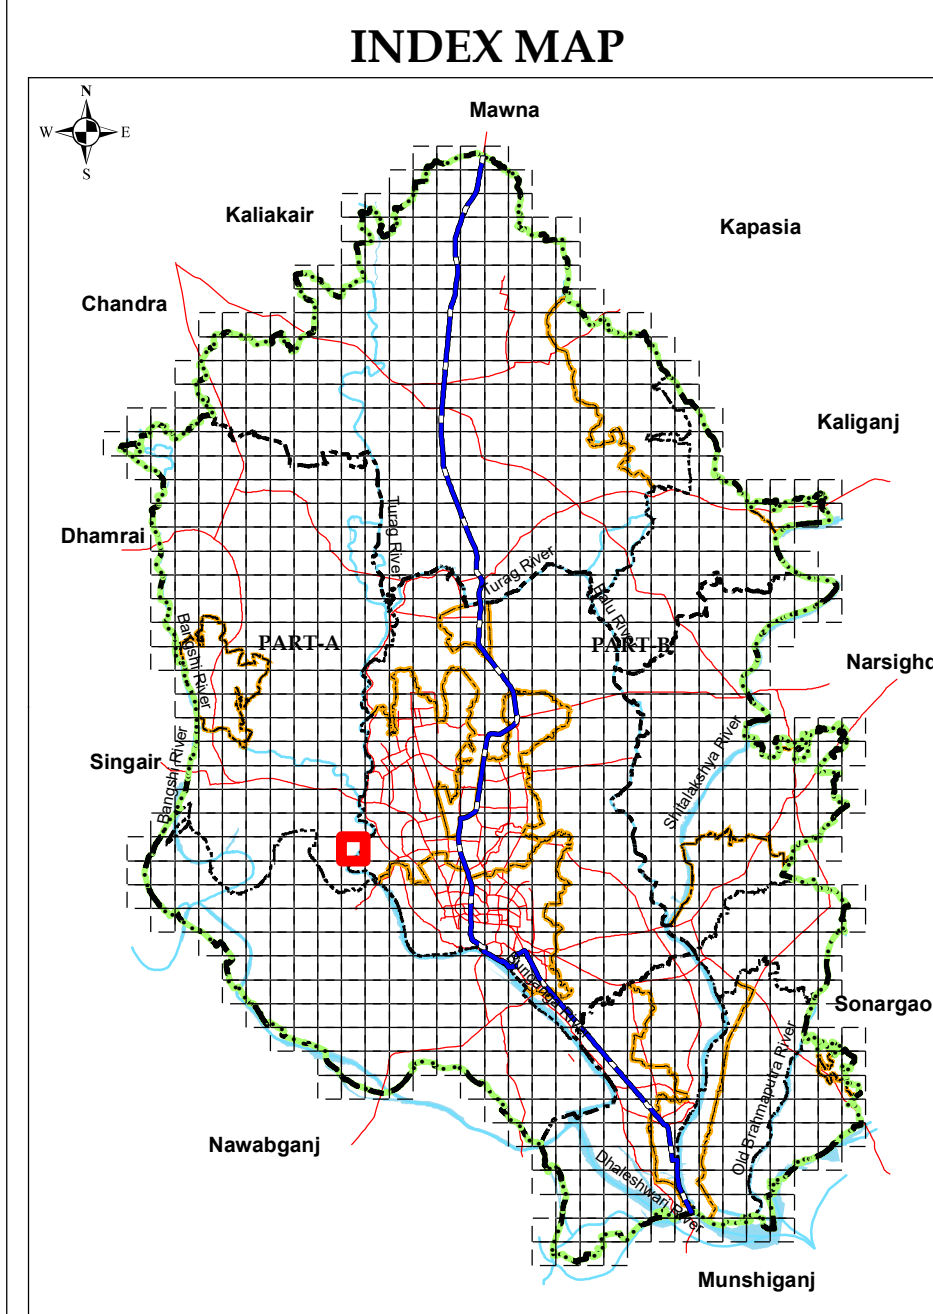 INDEX MAP
N
W
E
S
Mawna
Kaliakair
Kapasia
Chandra
Kaliganj
Turag River
Dhamrai
Turag River
Balu River
Bangshi River
PART-A
PART-B
Narsighd
Shitalakshya River
Bangshi River
Singair
Buriganga River
Sonargao
Old Brahmaputra River
Nawabganj
Dhaleshwari River
Munshiganj